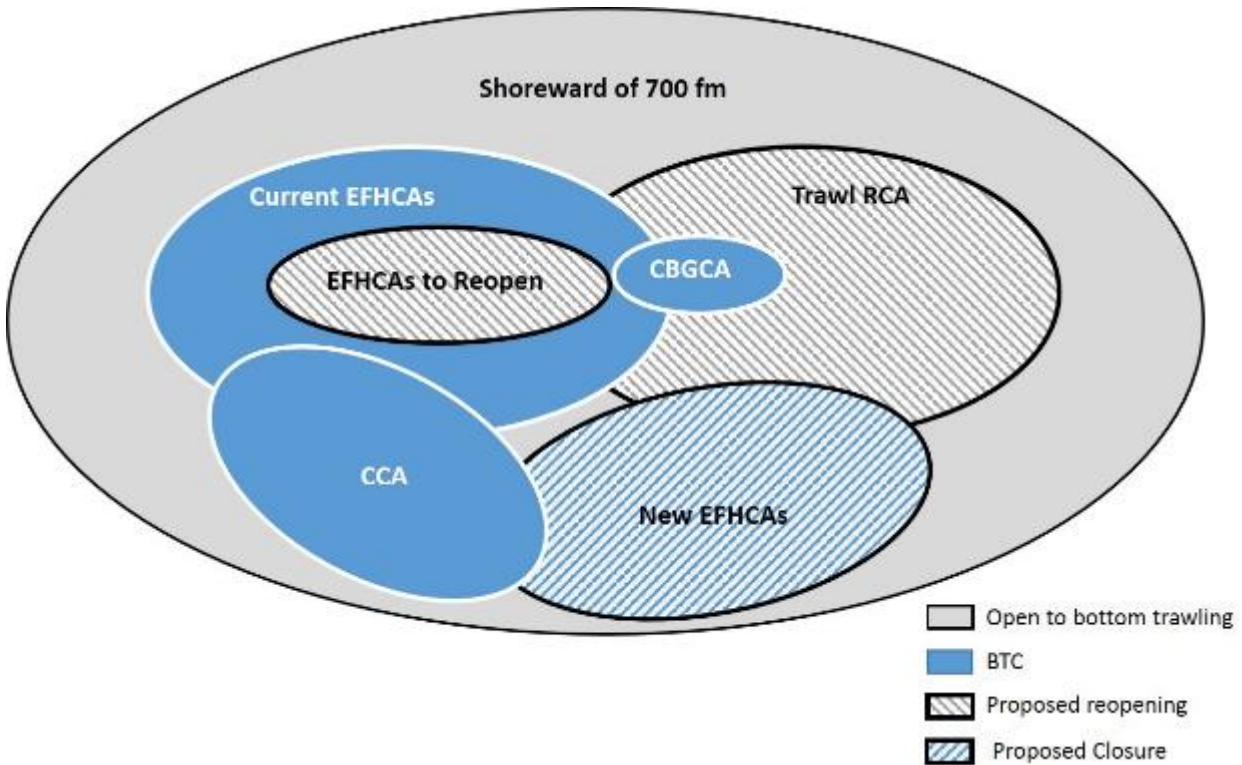 Shoreward of 700 fm
Current EFHCAs
Trawl RCA
EFHCAs to Reopen
CBGCA
CCA
New EFHCAs
Open to bottom trawling
BTC
Proposed reopening
Proposed Closure